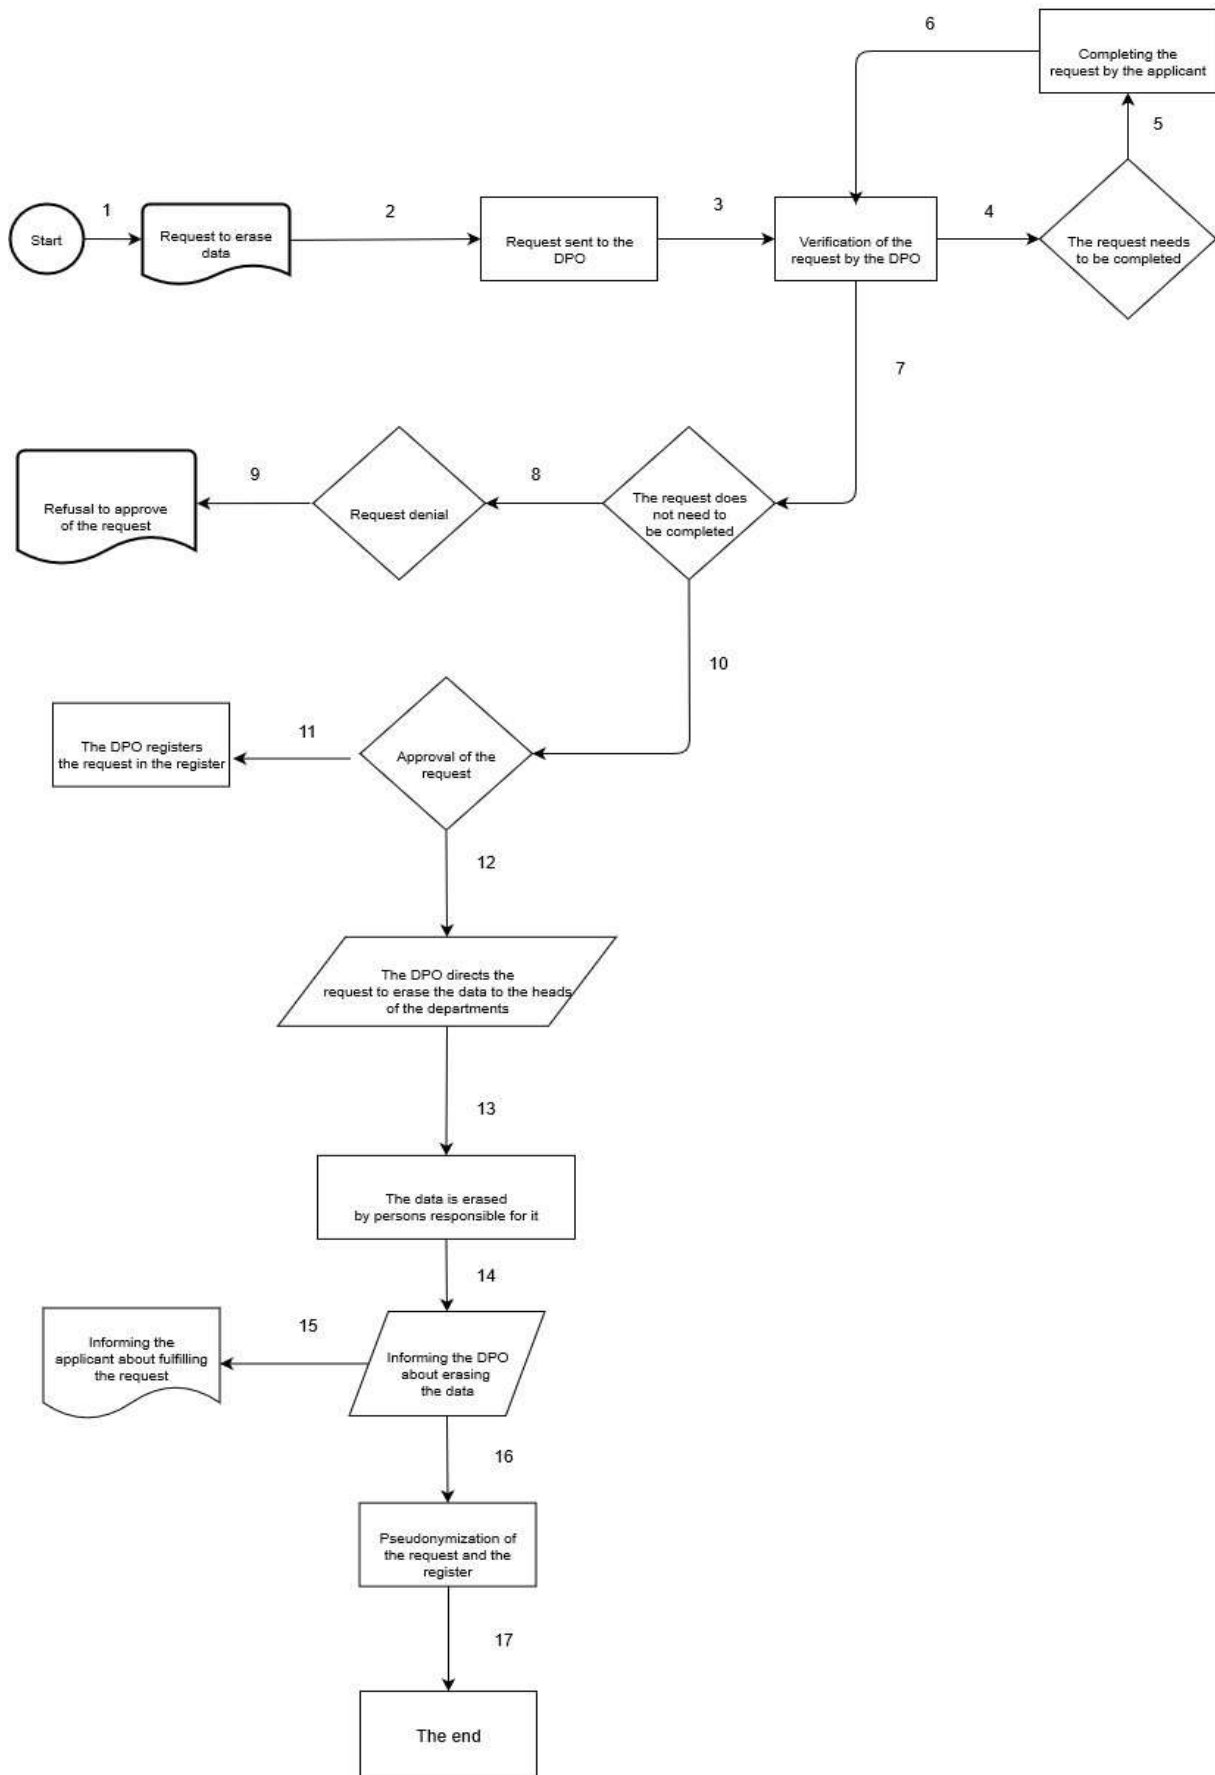 6
Completing the
request by the applicant
5
Start
1
Request to erase
data
2
Request sent to the
DPO
3
Verification of the
request by the DPO
4
The request needs
to be completed
7
Refusal to approve
of the request
9
Request denial
8
The request does
not need to
be completed
10
The DPO registers
the request in the register
11
Approval of the
request
12
The DPO directs the
request to erase the data to the heads
of the departments
13
The data is erased
by persons responsible for it
14
Informing the
applicant about fulfilling
the request
15
Informing the DPO
about erasing
the data
16
Pseudonymization of
the request and the
register
17
The end